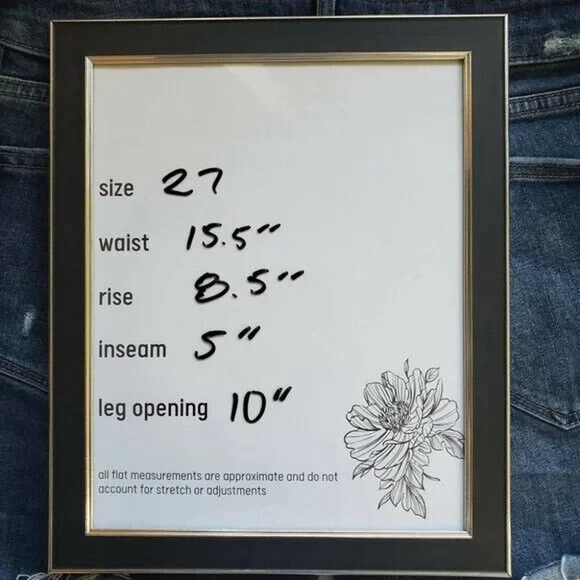 size 27
waist 15.5"
rise 8.5"
inseam 5"
leg opening 10"
all flat measurements are approximate and do not
account for stretch or adjustments